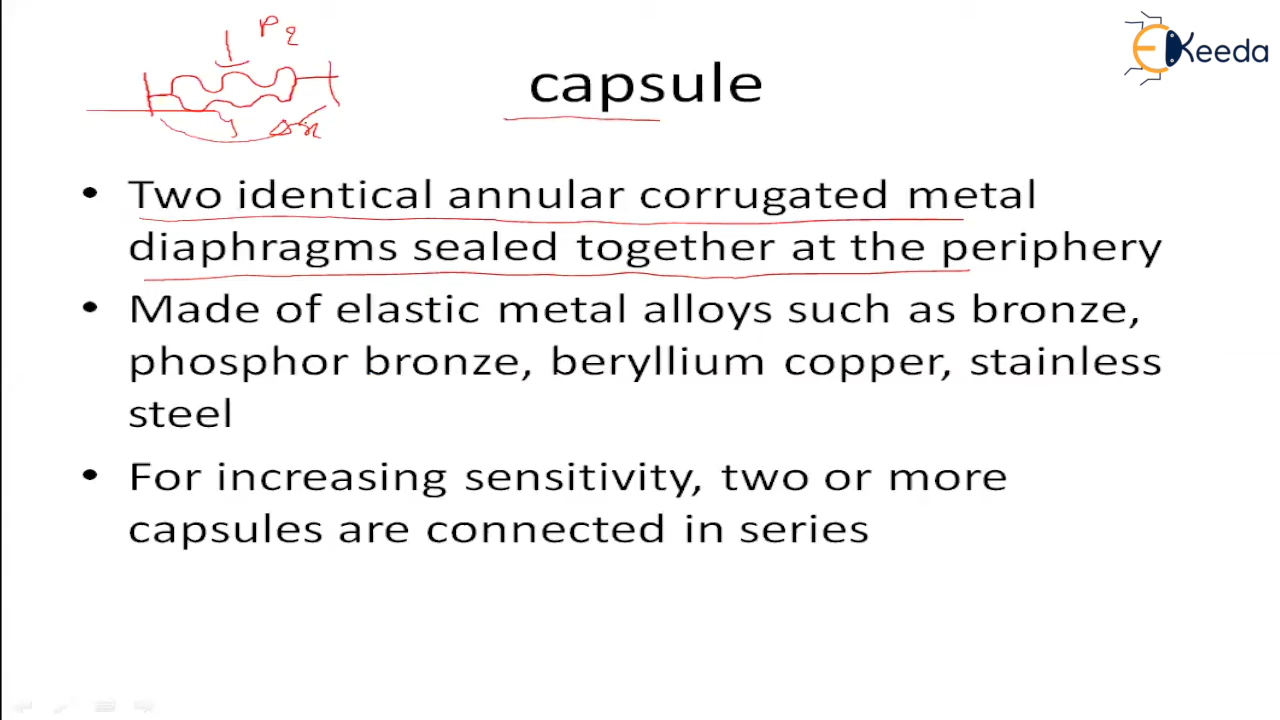 P2
EKeeda
capsule
Δx
• Two identical annular corrugated metal
diaphragms sealed together at the periphery
• Made of elastic metal alloys such as bronze,
phosphor bronze, beryllium copper, stainless
steel
• For increasing sensitivity, two or more
capsules are connected in series